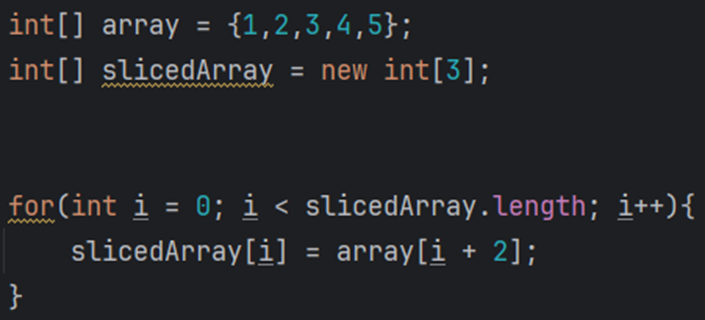 int[] array = {1,2,3,4,5};
int[] slicedArray = new int[3];
for(int i = 0; i < slicedArray.length; i++){
    slicedArray[i] = array[i + 2];
}